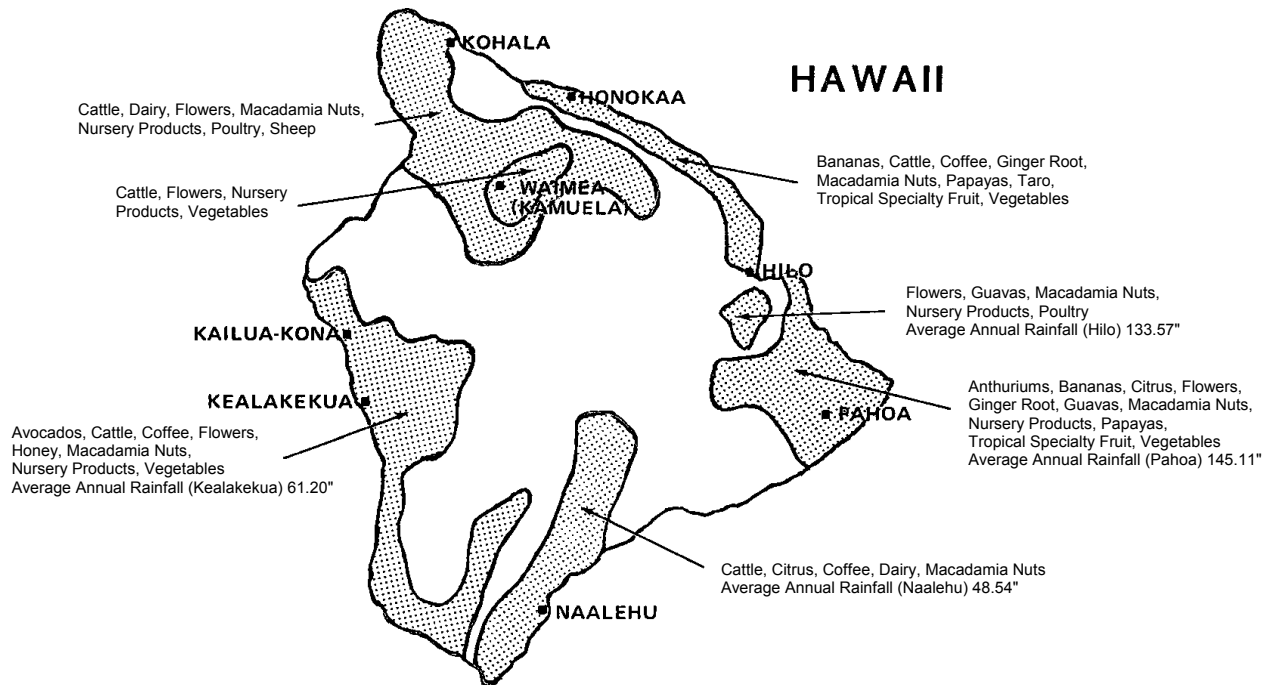 HAWAII
KOHALA
HONOKAA
Cattle, Dairy, Flowers, Macadamia Nuts,
Nursery Products, Poultry, Sheep
Bananas, Cattle, Coffee, Ginger Root,
Macadamia Nuts, Papayas, Taro,
Tropical Specialty Fruit, Vegetables
Cattle, Flowers, Nursery
Products, Vegetables
WAIMEA
(KAMUELA)
HILO
Flowers, Guavas, Macadamia Nuts,
Nursery Products, Poultry
Average Annual Rainfall (Hilo) 133.57"
KAILUA-KONA
KEALAKEKUA
PAHOA
Anthuriums, Bananas, Citrus, Flowers,
Ginger Root, Guavas, Macadamia Nuts,
Nursery Products, Papayas,
Tropical Specialty Fruit, Vegetables
Average Annual Rainfall (Pahoa) 145.11"
Avocados, Cattle, Coffee, Flowers,
Honey, Macadamia Nuts,
Nursery Products, Vegetables
Average Annual Rainfall (Kealakekua) 61.20"
Cattle, Citrus, Coffee, Dairy, Macadamia Nuts
Average Annual Rainfall (Naalehu) 48.54"
NAALEHU